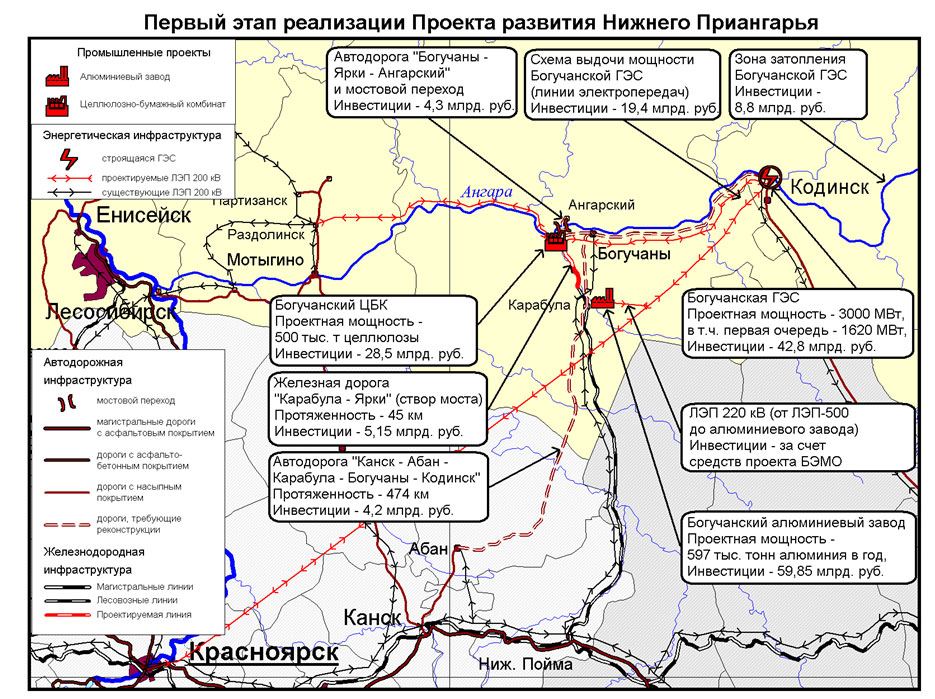 Первый этап реализации Проекта развития Нижнего Приангарья
Промышленные проекты
Алюминиевый завод
Целлюлозно-бумажный комбинат
Энергетическая инфраструктура
строящаяся ГЭС
проектируемые ЛЭП 200 кВ
существующие ЛЭП 200 кВ
Автодорога "Богучаны -
Ярки - Ангарский"
и мостовой переход
Инвестиции - 4,3 млрд. руб.
Схема выдочи мощности
Богучанской ГЭС
(линии электропередач)
Инвестиции - 19,4 млрд. руб.
Зона затопления
Богучанской ГЭС
Инвестиции -
8,8 млрд. руб.
Ангара
Кодинск
Партизанск
Ангарский
Енисейск
Раздолинск
Мотыгино
Богучаны
Лесосибирск
Карабула
Богучанский ЦБК
Проектная мощность -
500 тыс. т целлюлозы
Инвестиции - 28,5 млрд. руб.
Богучанская ГЭС
Проектная мощность - 3000 МВт,
в т.ч. первая очередь - 1620 МВт,
Инвестиции - 42,8 млрд. руб.
Железная дорога
"Карабула - Ярки" (створ моста)
Протяженность - 45 км
Инвестиции - 5,15 млрд. руб.
ЛЭП 220 кВ (от ЛЭП-500
до алюминиевого завода)
Инвестиции - за счет
средств проекта БЭМО
Автодорога "Канск - Абан -
Карабула - Богучаны - Кодинск"
Протяженность - 474 км
Инвестиции - 4,2 млрд. руб.
Богучанский алюминиевый завод
Проектная мощность -
597 тыс. тонн алюминия в год,
Инвестиции - 59,85 млрд. руб.
Автодорожная
инфраструктура
мостовой переход
магистральные дороги
с асфальтовым покрытием
дороги с асфальто-
бетонным покрытием
дороги с насыпным
покрытием
дороги, требующие
реконструкции
Железнодородная
инфраструктура
Магистральные линии
Лесовозные линии
Проектируемая линия
Абан
Канск
Ниж. Пойма
Красноярск